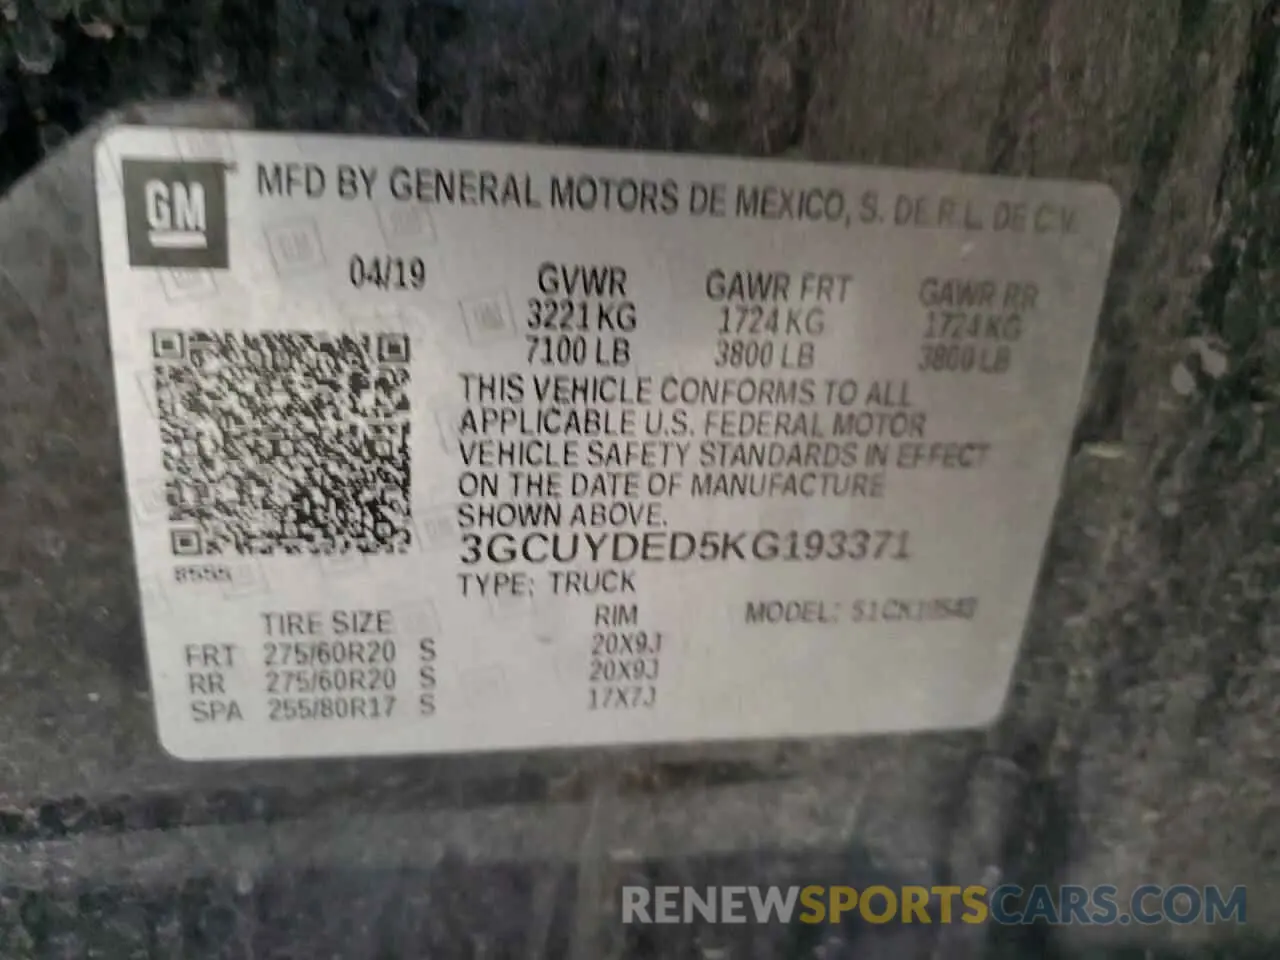 GM
MFD BY GENERAL MOTORS DE MEXICO, S. DE R.L. DE C.V.
04/19 GVWR GAWR FRT GAWR RR
3221 KG 1724 KG 1724 KG
7100 LB 3800 LB 3800 LB
THIS VEHICLE CONFORMS TO ALL
APPLICABLE U.S. FEDERAL MOTOR
VEHICLE SAFETY STANDARDS IN EFFECT
ON THE DATE OF MANUFACTURE
SHOWN ABOVE.
3GCUYDED5KG193371
8555 TYPE: TRUCK
TIRE SIZE RIM MODEL:
FRT 275/60R20 S 20X9J
RR 275/60R20 S 20X9J
SPA 255/80R17 S 17X7J
RENEWSPORTSCARS.COM